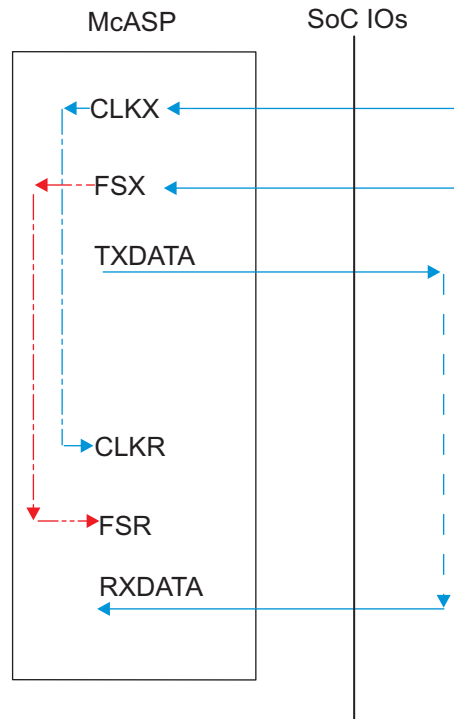 McASP
SoC IOs
CLKX
FSX
TXDATA
CLKR
FSR
RXDATA